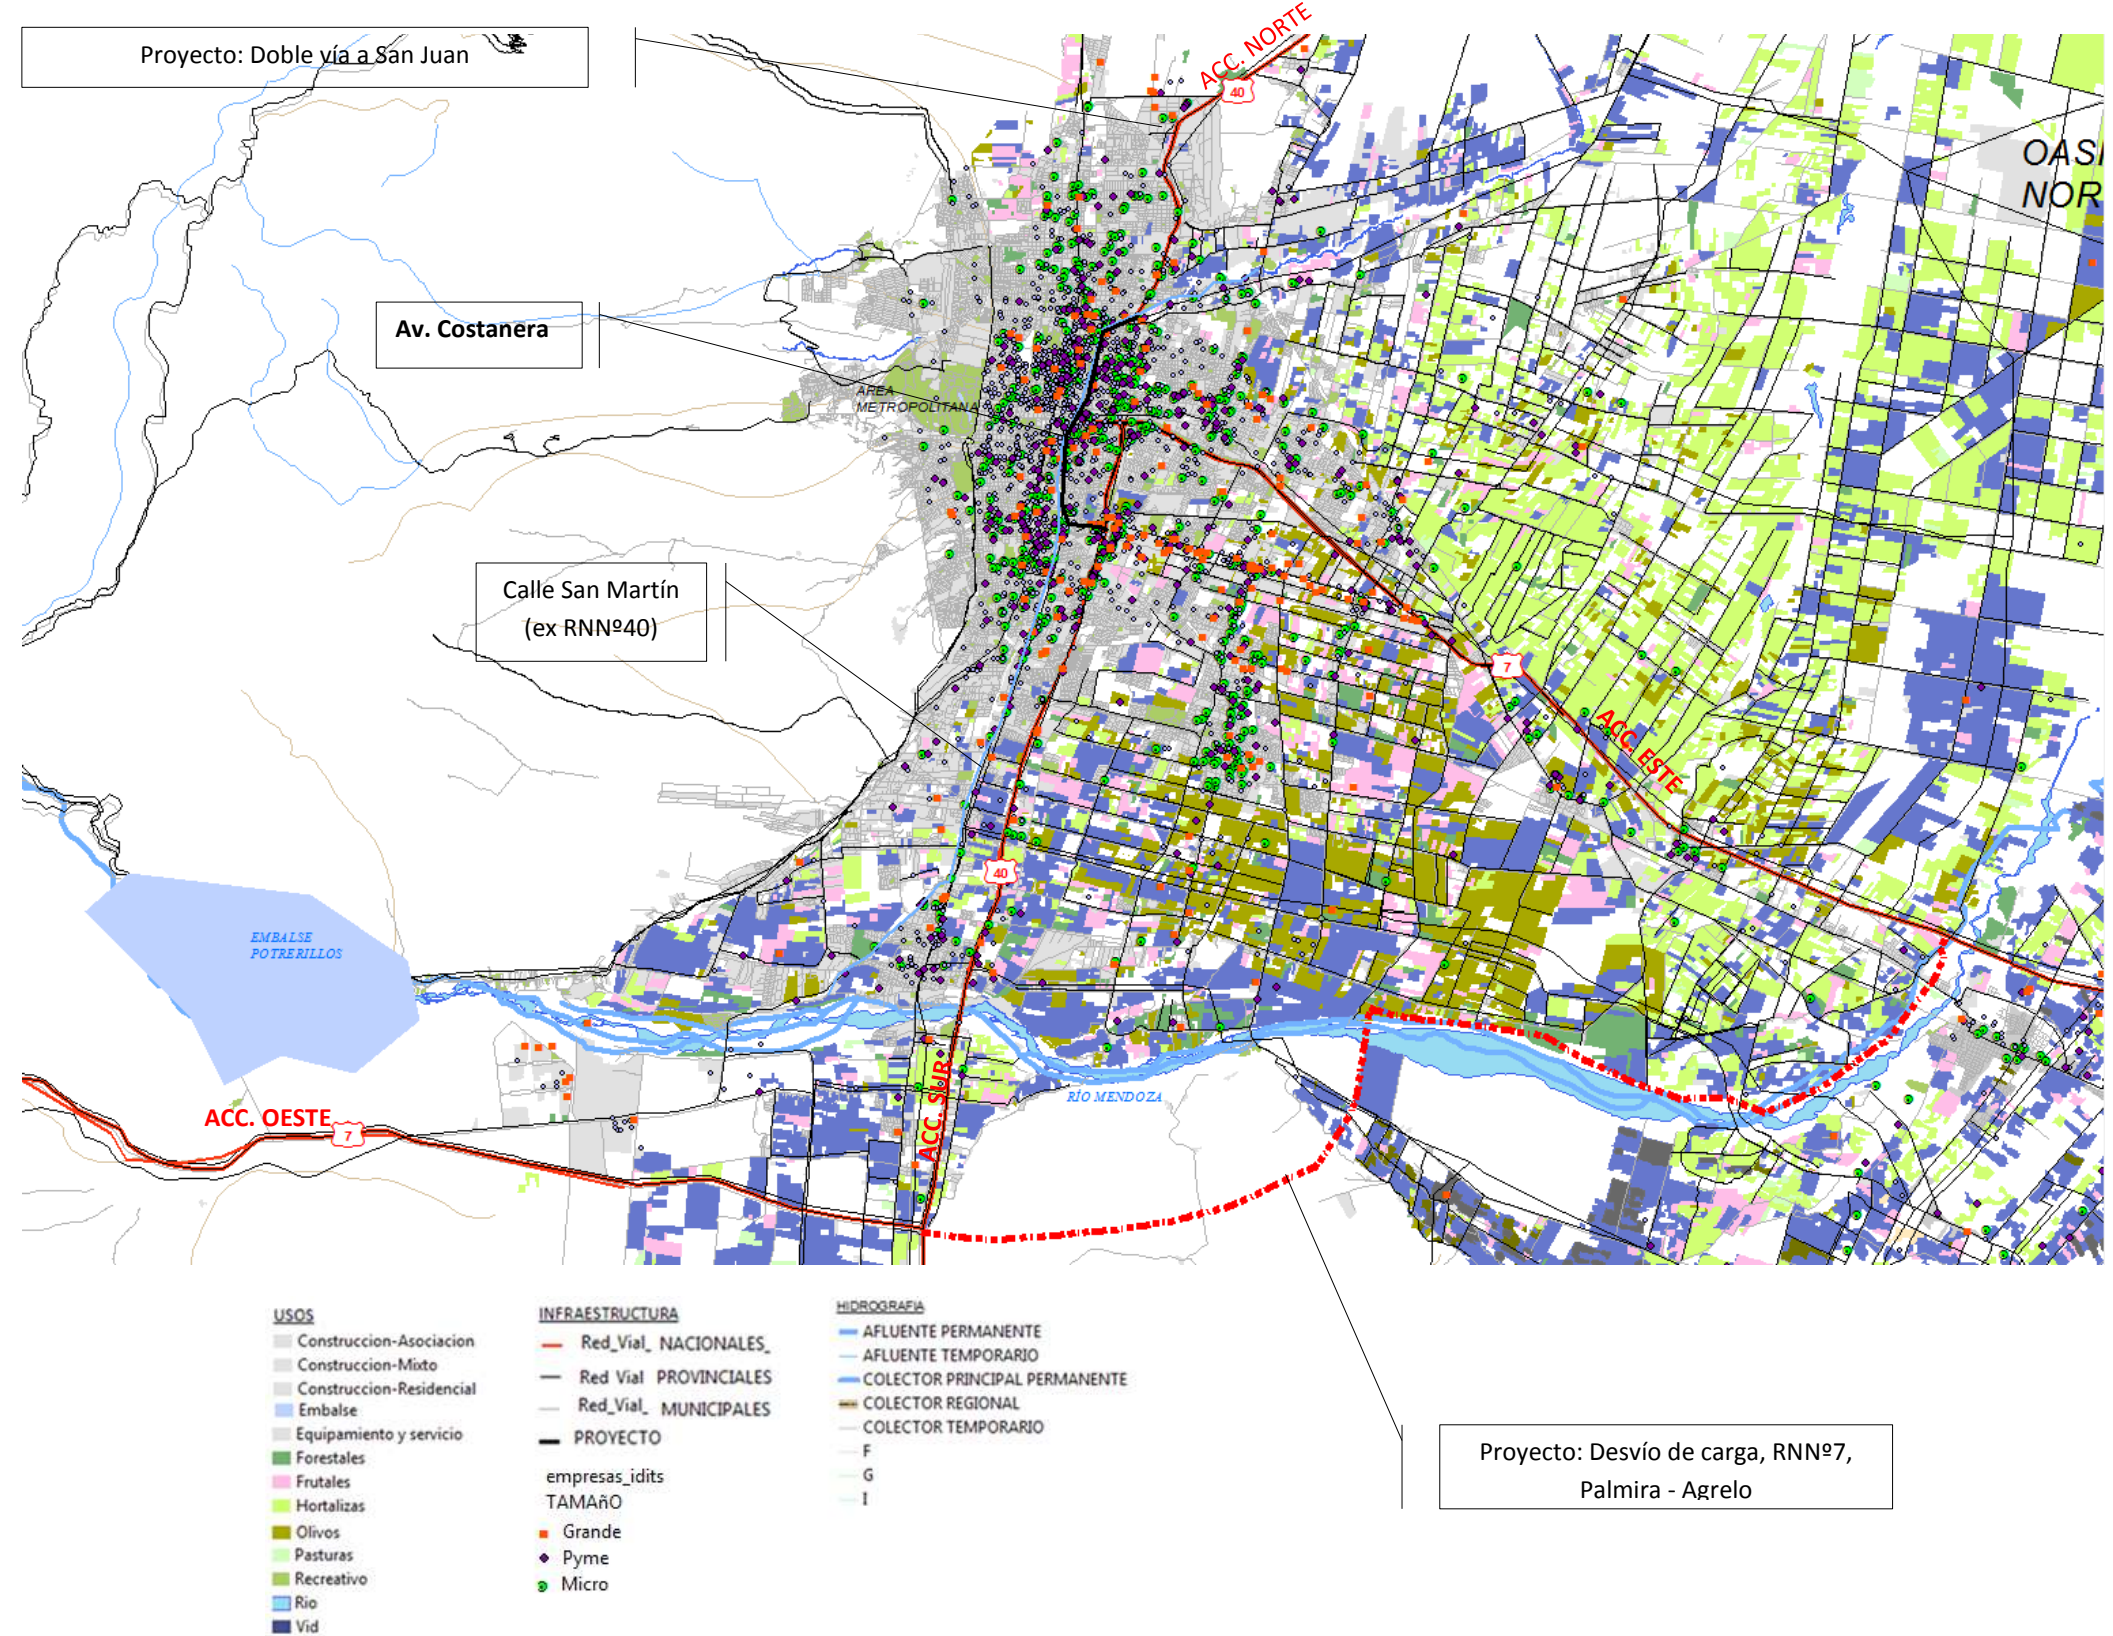 Proyecto: Doble vía a San Juan
ACC. NORTE
40
OASI
NOR
Av. Costanera
AREA
METROPOLITANA
Calle San Martín
(ex RNNº40)
7
ACC. ESTE
40
EMBALSE
POTRERILLOS
RÍO MENDOZA
ACC. SUR
ACC. OESTE
7
Proyecto: Desvío de carga, RNNº7,
Palmira - Agrelo
USOS
Construccion-Asociacion
Construccion-Mixto
Construccion-Residencial
Embalse
Equipamiento y servicio
Forestales
Frutales
Hortalizas
Olivos
Pasturas
Recreativo
Rio
Vid
INFRAESTRUCTURA
Red_Vial_ NACIONALES_
Red Vial PROVINCIALES
Red_Vial_ MUNICIPALES
PROYECTO
empresas_idits
TAMAñO
Grande
Pyme
Micro
HIDROGRAFIA
AFLUENTE PERMANENTE
AFLUENTE TEMPORARIO
COLECTOR PRINCIPAL PERMANENTE
COLECTOR REGIONAL
COLECTOR TEMPORARIO
F
G
I